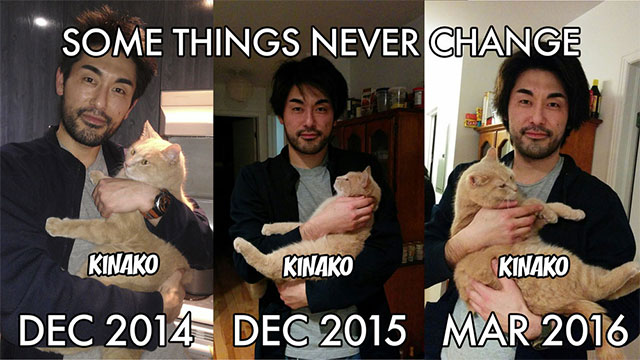 SOME THINGS NEVER CHANGE
KINAKO
KINAKO
KINAKO
DEC 2014
DEC 2015
MAR 2016